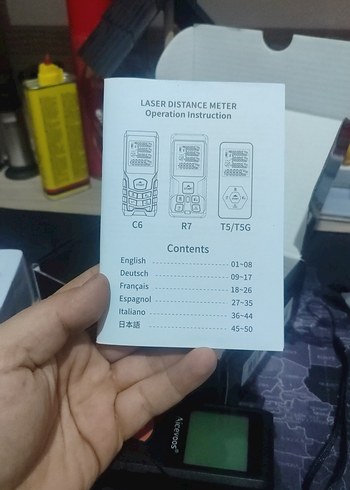 LASER DISTANCE METER
Operation Instruction
C6 R7 T5/T5G
Contents
English 01~08
Deutsch 09~17
Français 18~26
Espagnol 27~35
Italiano 36~44
日本語 45~50